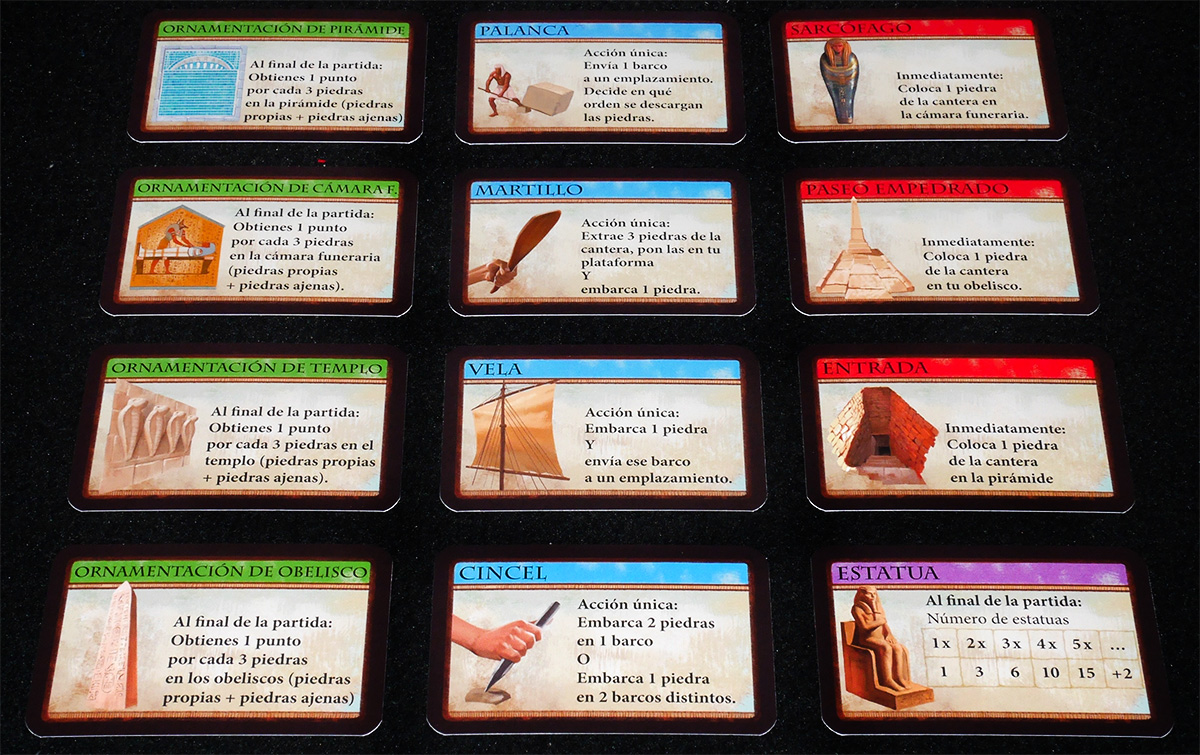 ORNAMENTACIÓN DE PIRÁMIDE
Al final de la partida:
Obtienes 1 punto
por cada 3 piedras
en la pirámide (piedras
propias + piedras ajenas)
PALANCA
Acción única:
Envía 1 barco
a un emplazamiento.
Decide en qué
orden se descargan
las piedras.
SARCÓFAGO
Inmediatamente:
Coloca 1 piedra
de la cantera en
la cámara funeraria.
ORNAMENTACIÓN DE CÁMARA F.
Al final de la partida:
Obtienes 1 punto
por cada 3 piedras
en la cámara funeraria
(piedras propias
+ piedras ajenas).
MARTILLO
Acción única:
Extrae 3 piedras de la
cantera, pon las en tu
plataforma
Y
embarca 1 piedra.
PASEO EMPEDRADO
Inmediatamente:
Coloca 1 piedra
de la cantera
en tu obelisco.
ORNAMENTACIÓN DE TEMPLO
Al final de la partida:
Obtienes 1 punto
por cada 3 piedras en el
templo (piedras propias
+ piedras ajenas).
VELA
Acción única:
Embarca 1 piedra
Y
envía ese barco
a un emplazamiento.
ENTRADA
Inmediatamente:
Coloca 1 piedra
de la cantera
en la pirámide
ORNAMENTACIÓN DE OBELISCO
Al final de la partida:
Obtienes 1 punto
por cada 3 piedras
en los obeliscos (piedras
propias + piedras ajenas)
CINCEL
Acción única:
Embarca 2 piedras
en 1 barco
O
Embarca 1 piedra
en 2 barcos distintos.
ESTATUA
Al final de la partida:
Número de estatuas
1x 2x 3x 4x 5x ...
1 3 6 10 15 +2